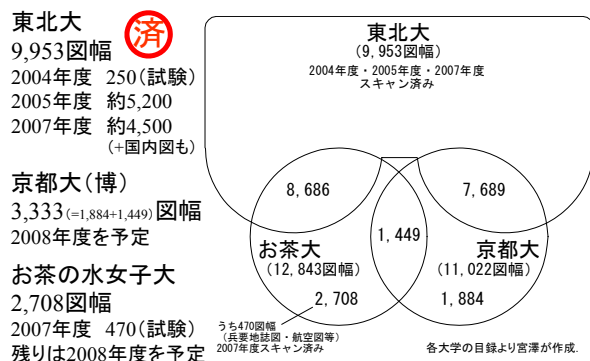 東北大
済
9,953図幅
2004年度 250(試験)
2005年度 約5,200
2007年度 約4,500
(+国内図も)
京都大(博)
3,333(=1,884+1,449)図幅
2008年度を予定
お茶の水女子大
2,708図幅
2007年度 470(試験)
残りは2008年度を予定
東北大
(9,953図幅)
2004年度・2005年度・2007年度
スキャン済み
8,686
7,689
1,449
お茶大
(12,843図幅)
2,708
京都大
(11,022図幅)
1,884
うち470図幅
(兵要地誌図・航空図等)
2007年度スキャン済み
各大学の目録より宮澤が作成.